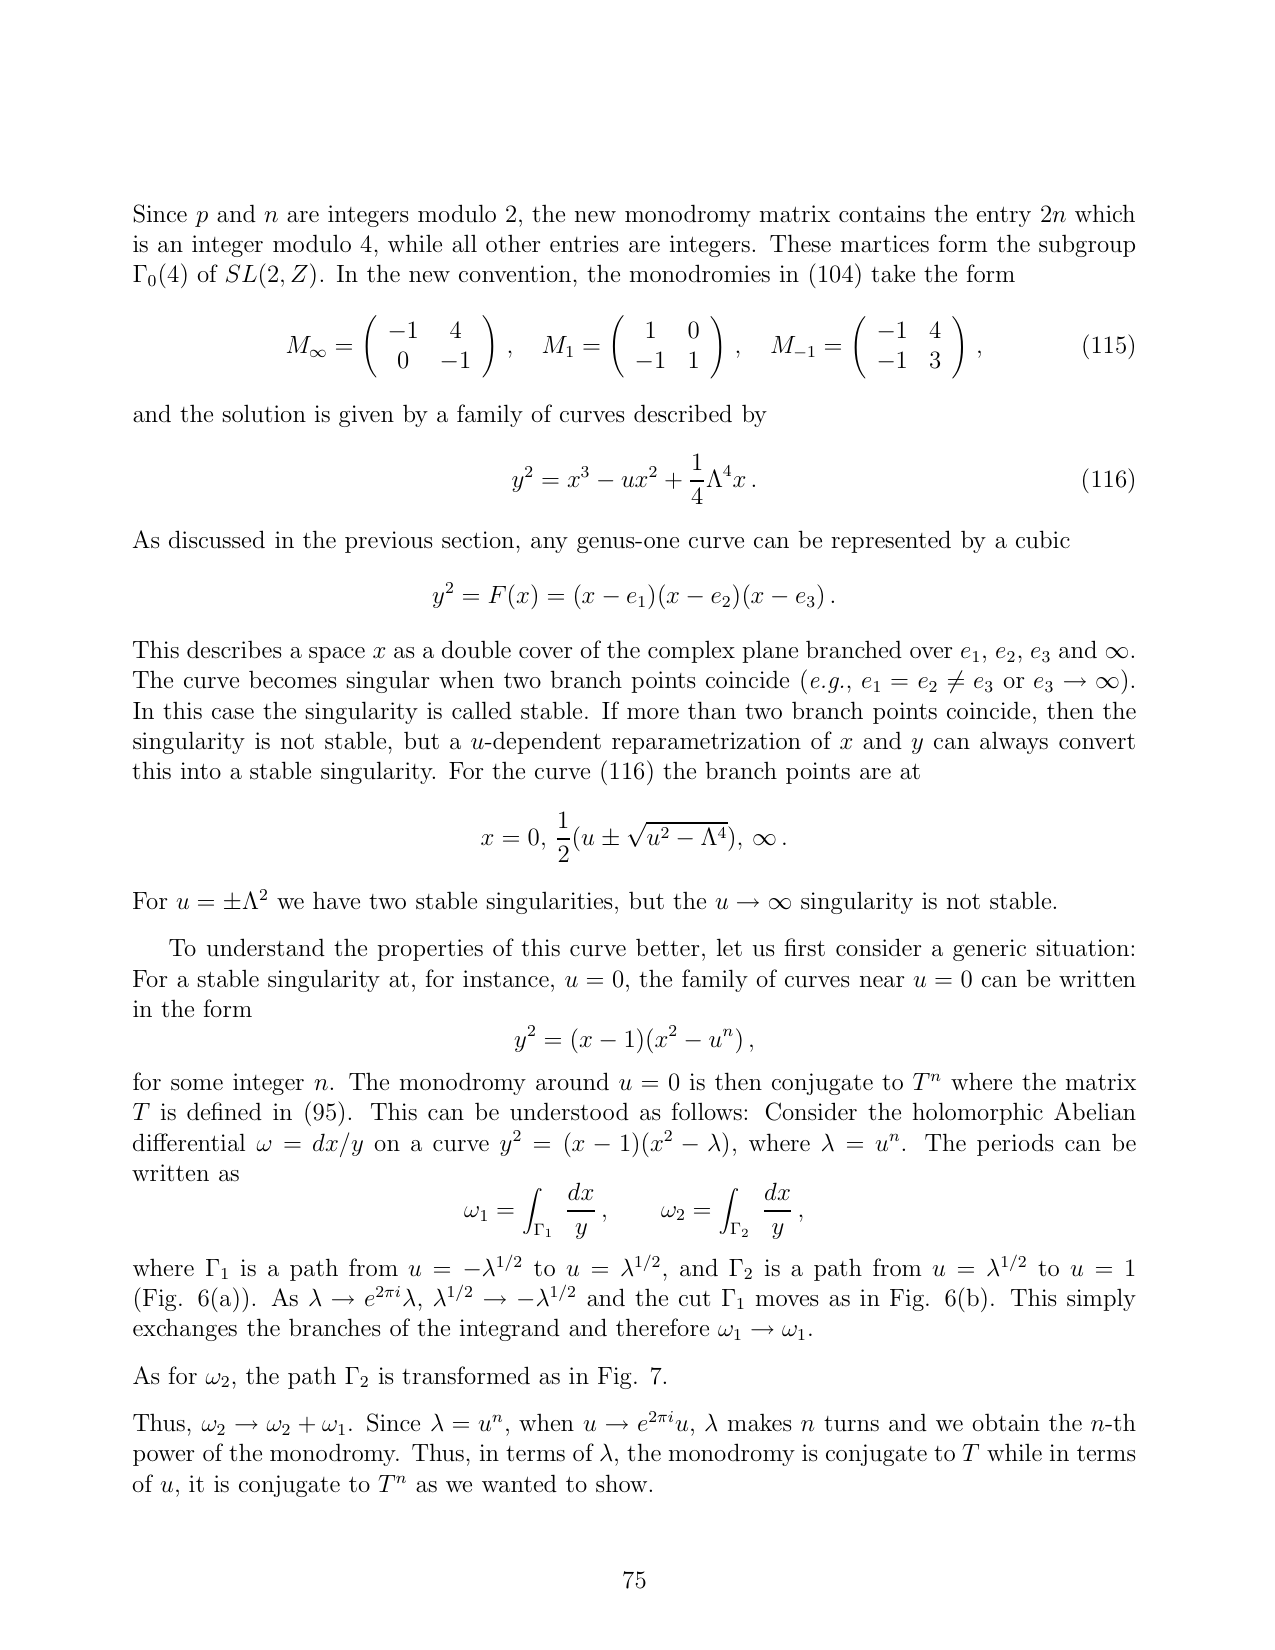 Since p and n are integers modulo 2, the new monodromy matrix contains the entry 2n which
is an integer modulo 4, while all other entries are integers. These martices form the subgroup
Γ₀(4) of SL(2, Z). In the new convention, the monodromies in (104) take the form
M∞ = ( −1 4 ; 0 −1 ) , M₁ = ( 1 0 ; −1 1 ) , M₋₁ = ( −1 4 ; −1 3 ) , (115)
and the solution is given by a family of curves described by
y² = x³ − ux² + 1/4 Λ⁴x . (116)
As discussed in the previous section, any genus-one curve can be represented by a cubic
y² = F(x) = (x − e₁)(x − e₂)(x − e₃) .
This describes a space x as a double cover of the complex plane branched over e₁, e₂, e₃ and ∞.
The curve becomes singular when two branch points coincide (e.g., e₁ = e₂ ≠ e₃ or e₃ → ∞).
In this case the singularity is called stable. If more than two branch points coincide, then the
singularity is not stable, but a u-dependent reparametrization of x and y can always convert
this into a stable singularity. For the curve (116) the branch points are at
x = 0, 1/2 (u ± √(u² − Λ⁴)), ∞ .
For u = ±Λ² we have two stable singularities, but the u → ∞ singularity is not stable.
To understand the properties of this curve better, let us first consider a generic situation:
For a stable singularity at, for instance, u = 0, the family of curves near u = 0 can be written
in the form
y² = (x − 1)(x² − uⁿ) ,
for some integer n. The monodromy around u = 0 is then conjugate to Tⁿ where the matrix
T is defined in (95). This can be understood as follows: Consider the holomorphic Abelian
differential ω = dx/y on a curve y² = (x − 1)(x² − λ), where λ = uⁿ. The periods can be
written as
ω₁ = ∫_Γ₁ dx/y , ω₂ = ∫_Γ₂ dx/y ,
where Γ₁ is a path from u = −λ^{1/2} to u = λ^{1/2}, and Γ₂ is a path from u = λ^{1/2} to u = 1
(Fig. 6(a)). As λ → e^{2πi}λ, λ^{1/2} → −λ^{1/2} and the cut Γ₁ moves as in Fig. 6(b). This simply
exchanges the branches of the integrand and therefore ω₁ → ω₁.
As for ω₂, the path Γ₂ is transformed as in Fig. 7.
Thus, ω₂ → ω₂ + ω₁. Since λ = uⁿ, when u → e^{2πi}u, λ makes n turns and we obtain the n-th
power of the monodromy. Thus, in terms of λ, the monodromy is conjugate to T while in terms
of u, it is conjugate to Tⁿ as we wanted to show.
75